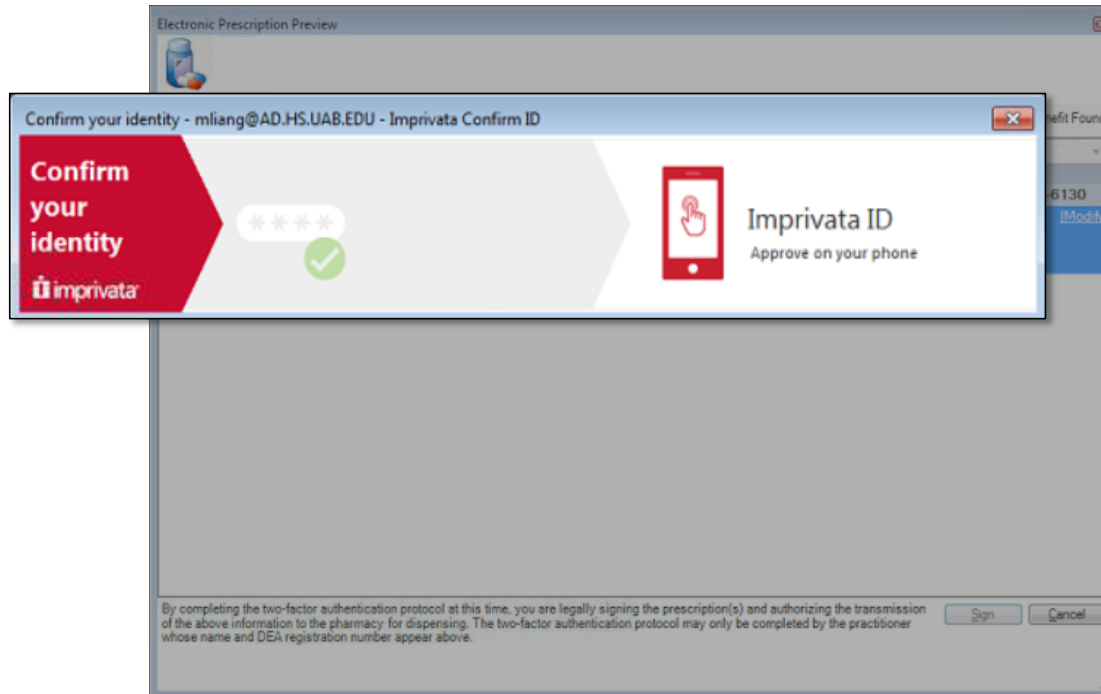 Electronic Prescription Preview
Confirm your identity - mliang@AD.HS.UAB.EDU - Imprivata Confirm ID
Confirm
your
identity
imprivata
****
Imprivata ID
Approve on your phone
-6130
By completing the two-factor authentication protocol at this time, you are legally signing the prescription(s) and authorizing the transmission
of the above information to the pharmacy for dispensing. The two-factor authentication protocol may only be completed by the practitioner
whose name and DEA registration number appear above.
Sign
Cancel